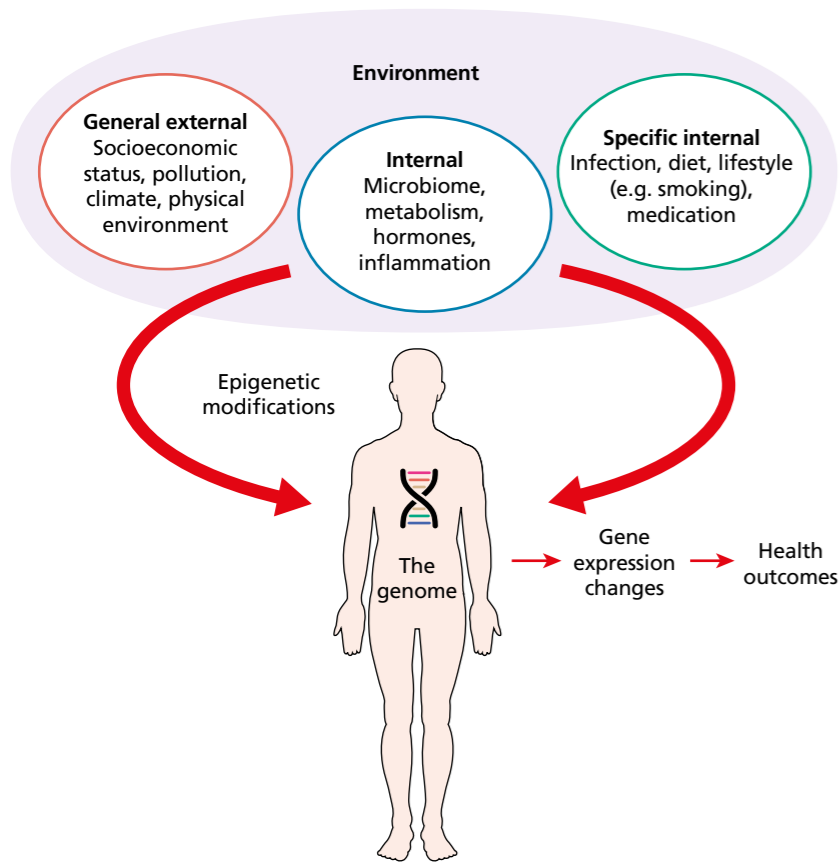 Environment
General external
Socioeconomic
status, pollution,
climate, physical
environment
Internal
Microbiome,
metabolism,
hormones,
inflammation
Specific internal
Infection, diet, lifestyle
(e.g. smoking),
medication
Epigenetic
modifications
The
genome
Gene
expression
changes
Health
outcomes